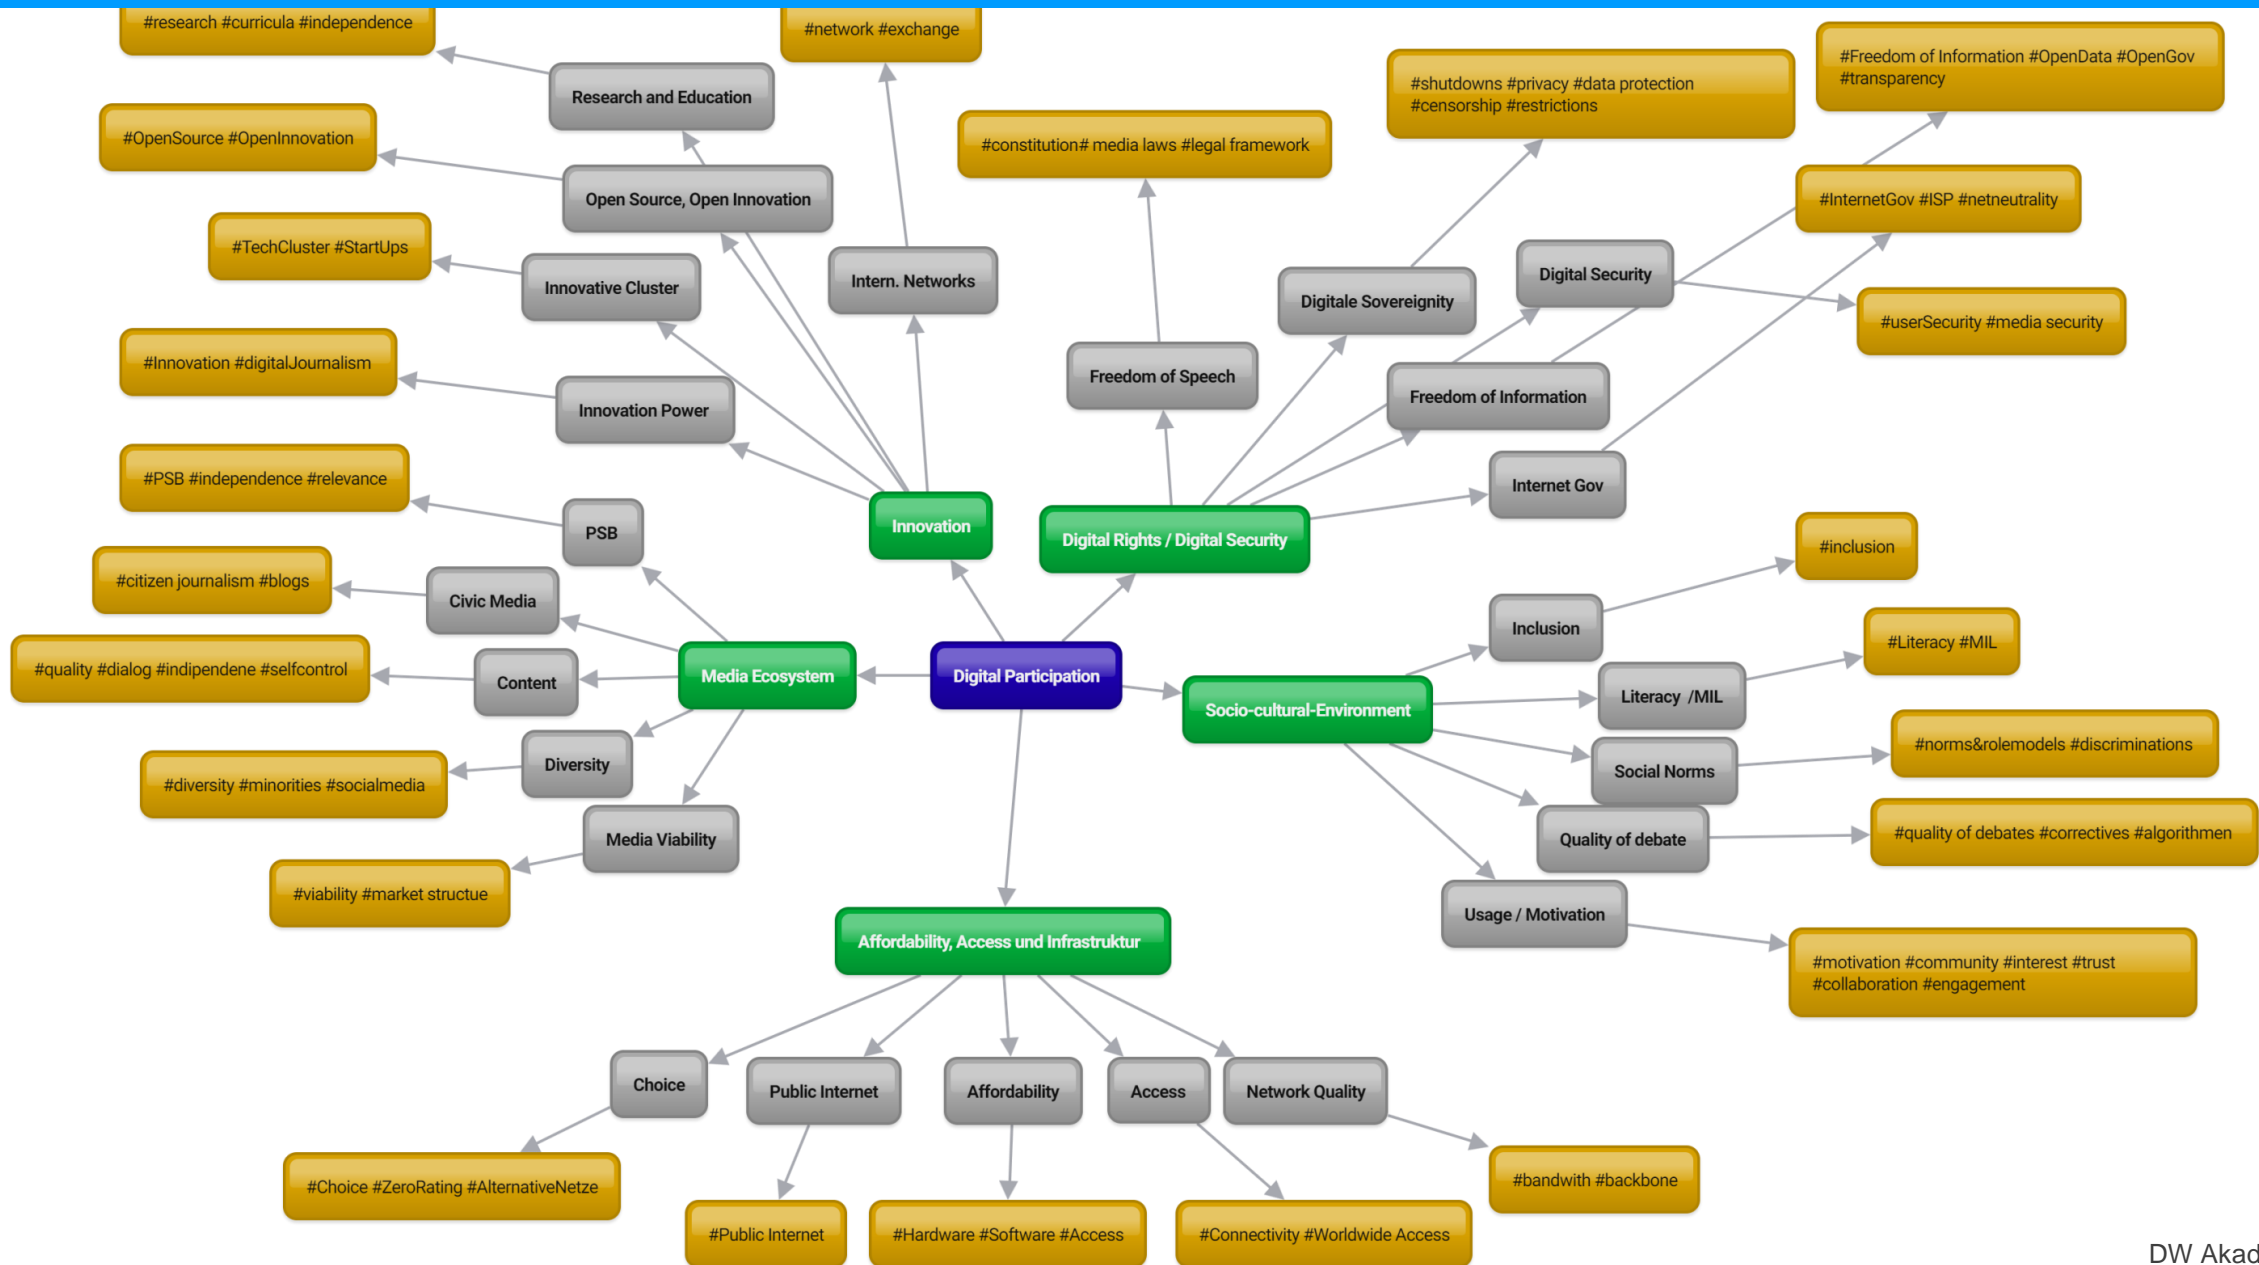 #research #curricula #independence
#network #exchange
#Freedom of Information #OpenData #OpenGov
#transparency
#shutdowns #privacy #data protection
#censorship #restrictions
Research and Education
#OpenSource #OpenInnovation
#constitution# media laws #legal framework
Open Source, Open Innovation
#InternetGov #ISP #netneutrality
#TechCluster #StartUps
Innovative Cluster
Intern. Networks
Digitale Sovereignity
Digital Security
#userSecurity #media security
#Innovation #digitalJournalism
Innovation Power
Freedom of Speech
Freedom of Information
#PSB #independence #relevance
PSB
Innovation
Digital Rights / Digital Security
Internet Gov
#inclusion
#citizen journalism #blogs
Civic Media
Inclusion
#Literacy #MIL
#quality #dialog #indipendene #selfcontrol
Content
Media Ecosystem
Digital Participation
Socio-cultural-Environment
Literacy /MIL
#norms&rolemodels #discriminations
Social Norms
#diversity #minorities #socialmedia
Diversity
Media Viability
Quality of debate
#quality of debates #correctives #algorithmen
#viability #market structue
Usage / Motivation
Affordability, Access und Infrastruktur
#motivation #community #interest #trust
#collaboration #engagement
Choice
Public Internet
Affordability
Access
Network Quality
#Choice #ZeroRating #AlternativeNetze
#bandwith #backbone
#Public Internet
#Hardware #Software #Access
#Connectivity #Worldwide Access
DW Akad